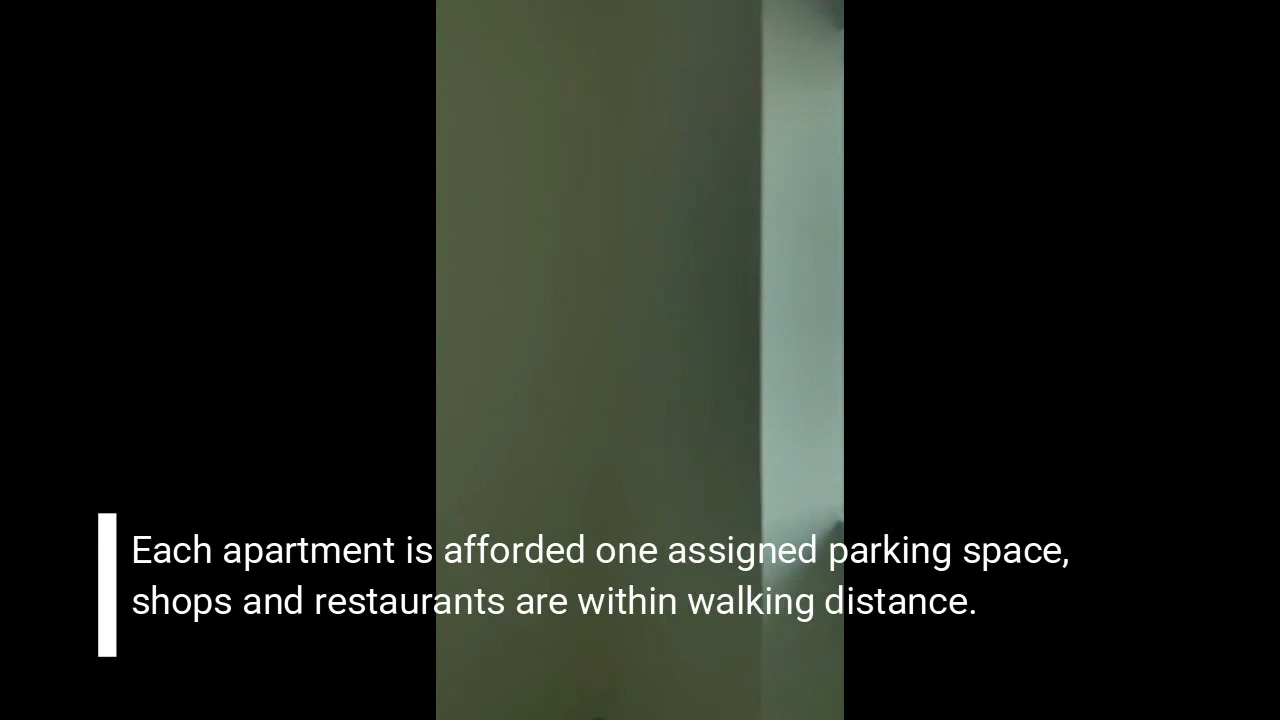 Each apartment is afforded one assigned parking space,
shops and restaurants are within walking distance.